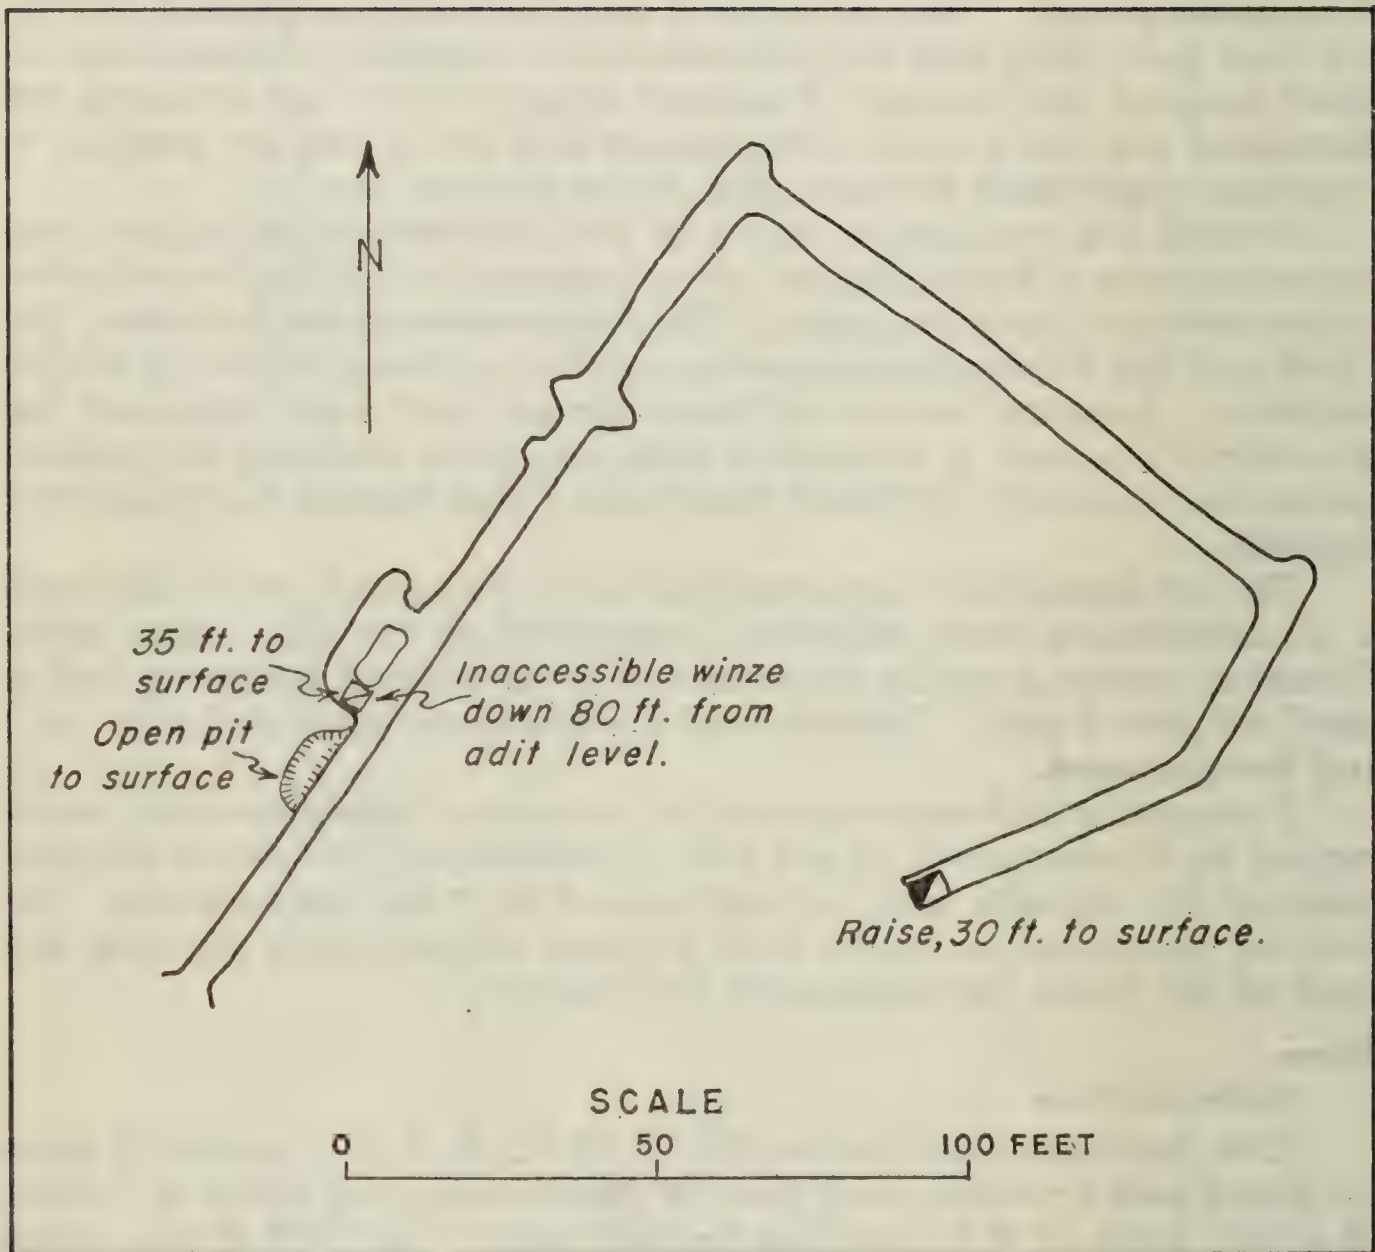 N
35 ft. to
surface
Inaccessible winze
down 80 ft. from
adit level.
Open pit
to surface
Raise, 30 ft. to surface.
SCALE
0 50 100 FEET